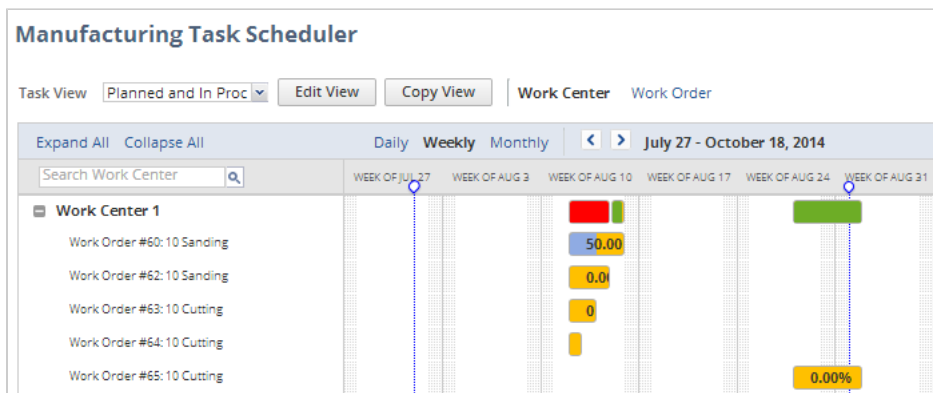 Manufacturing Task Scheduler
Task View Planned and In Proc Edit View Copy View Work Center Work Order
Expand All Collapse All Daily Weekly Monthly < > July 27 - October 18, 2014
Search Work Center WEEK OF JUL 27 WEEK OF AUG 3 WEEK OF AUG 10 WEEK OF AUG 17 WEEK OF AUG 24 WEEK OF AUG 31
Work Center 1
Work Order #60: 10 Sanding 50.00
Work Order #62: 10 Sanding 0.0
Work Order #63: 10 Cutting 0
Work Order #64: 10 Cutting
Work Order #65: 10 Cutting 0.00%